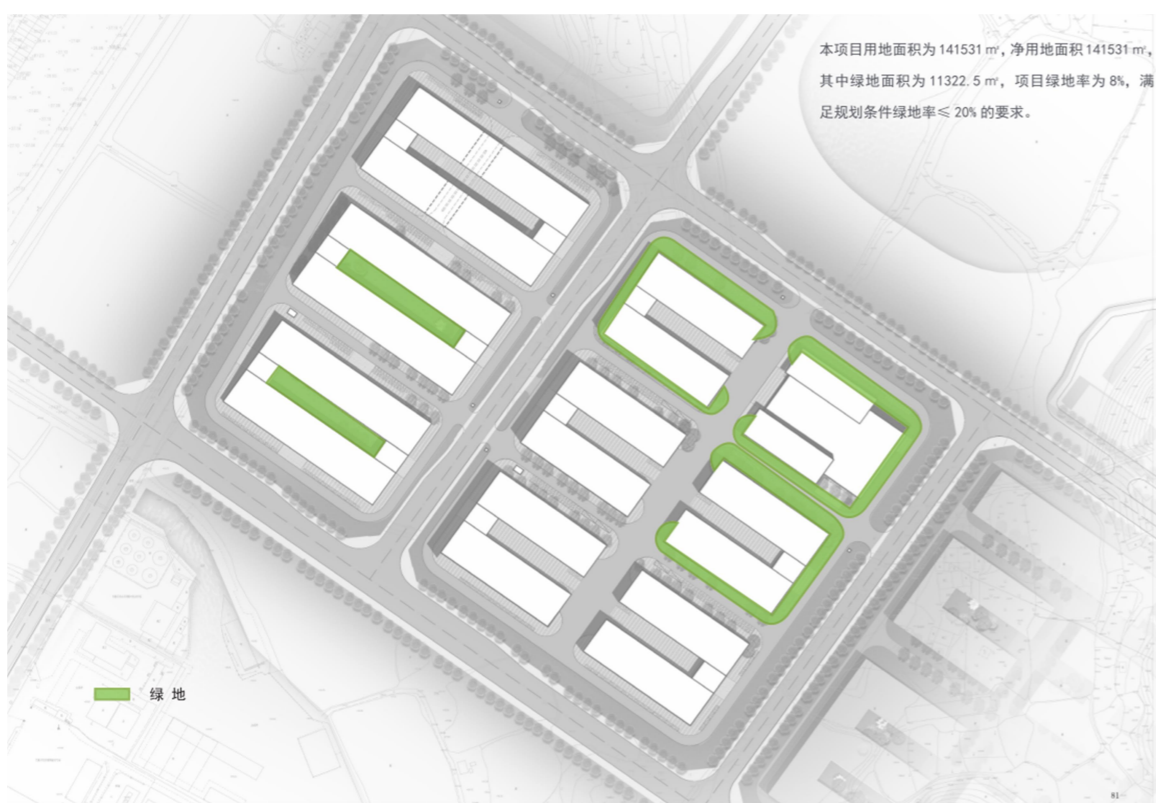 本项目用地面积为 141531 ㎡，净用地面积 141531 ㎡，
其中绿地面积为 11322.5 ㎡，项目绿地率为 8%，满
足规划条件绿地率≤ 20% 的要求。
绿 地
81